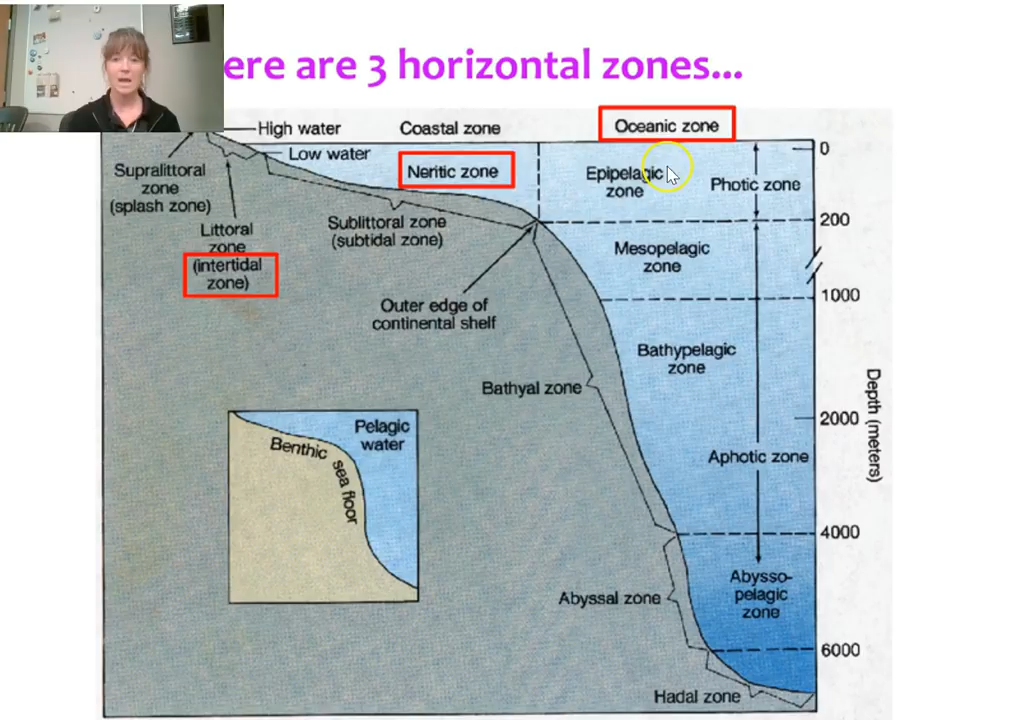 ere are 3 horizontal zones...
High water
Coastal zone
Oceanic zone
Low water
0
Supralittoral
zone
(splash zone)
Neritic zone
Epipelagic
zone
Photic zone
Littoral
zone
(intertidal
zone)
Sublittoral zone
(subtidal zone)
200
Mesopelagic
zone
Outer edge of
continental shelf
1000
Bathypelagic
zone
Bathyal zone
2000
Depth (meters)
Pelagic
water
Benthic
sea floor
Aphotic zone
4000
Abysso-
pelagic
zone
Abyssal zone
6000
Hadal zone